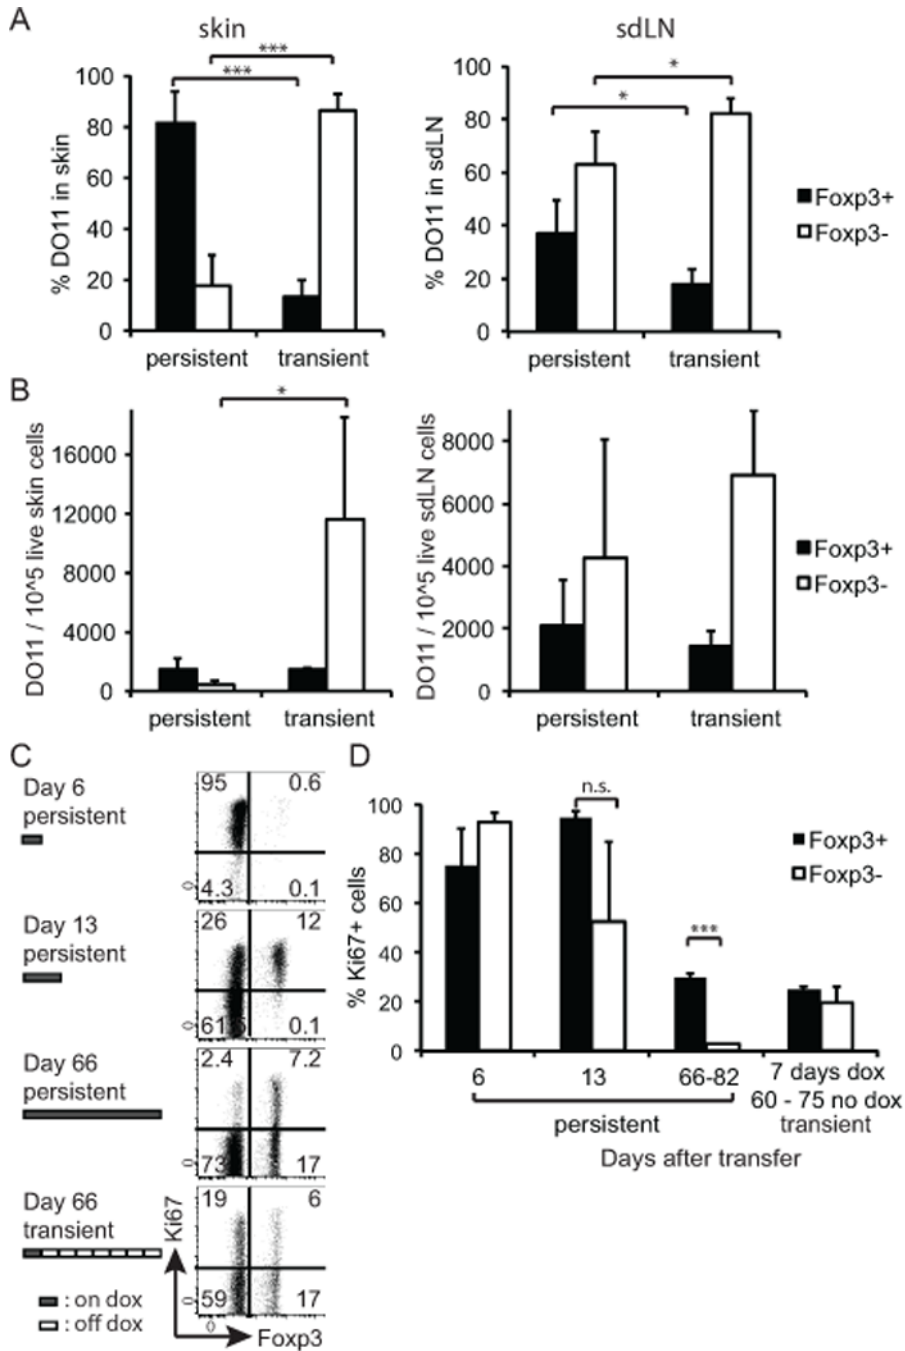 A
skin
sdLN
***
***
*
*
100
80
60
40
20
0
% DO11 in skin
persistent
transient
100
80
60
40
20
0
% DO11 in sdLN
persistent
transient
Foxp3+
Foxp3-
B
*
16000
12000
8000
4000
0
DO11 / 10^5 live skin cells
persistent
transient
8000
6000
4000
2000
0
DO11 / 10^5 live sdLN cells
persistent
transient
Foxp3+
Foxp3-
C
Day 6
persistent
95
0.6
4.3
0.1
0
Day 13
persistent
26
12
0.1
0
Day 66
persistent
2.4
7.2
73
17
0
Day 66
transient
19
6
59
17
0
0
Ki67
Foxp3
: on dox
: off dox
D
n.s.
***
100
80
60
40
20
0
% Ki67+ cells
Foxp3+
Foxp3-
6
13
66-82
7 days dox
60 - 75 no dox
persistent
transient
Days after transfer